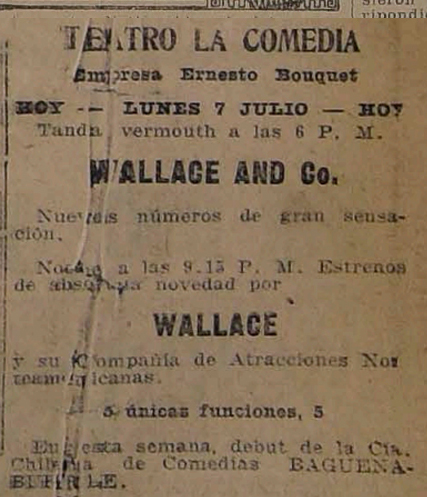 TEATRO LA COMEDIA
Empresa Ernesto Bouquet
HOY -- LUNES 7 JULIO — HOY
Tanda vermouth a las 6 P. M.
WALLACE AND Co.
Nuevos números de gran sensa-
ción.
Noche a las 9.15 P. M. Estrenos
de absoluta novedad por
WALLACE
y su Compañía de Atracciones Nor
teamericanas.
5 únicas funciones, 5
En esta semana, debut de la Cía.
Chilena de Comedias BAGUENA-
BUHRLE.